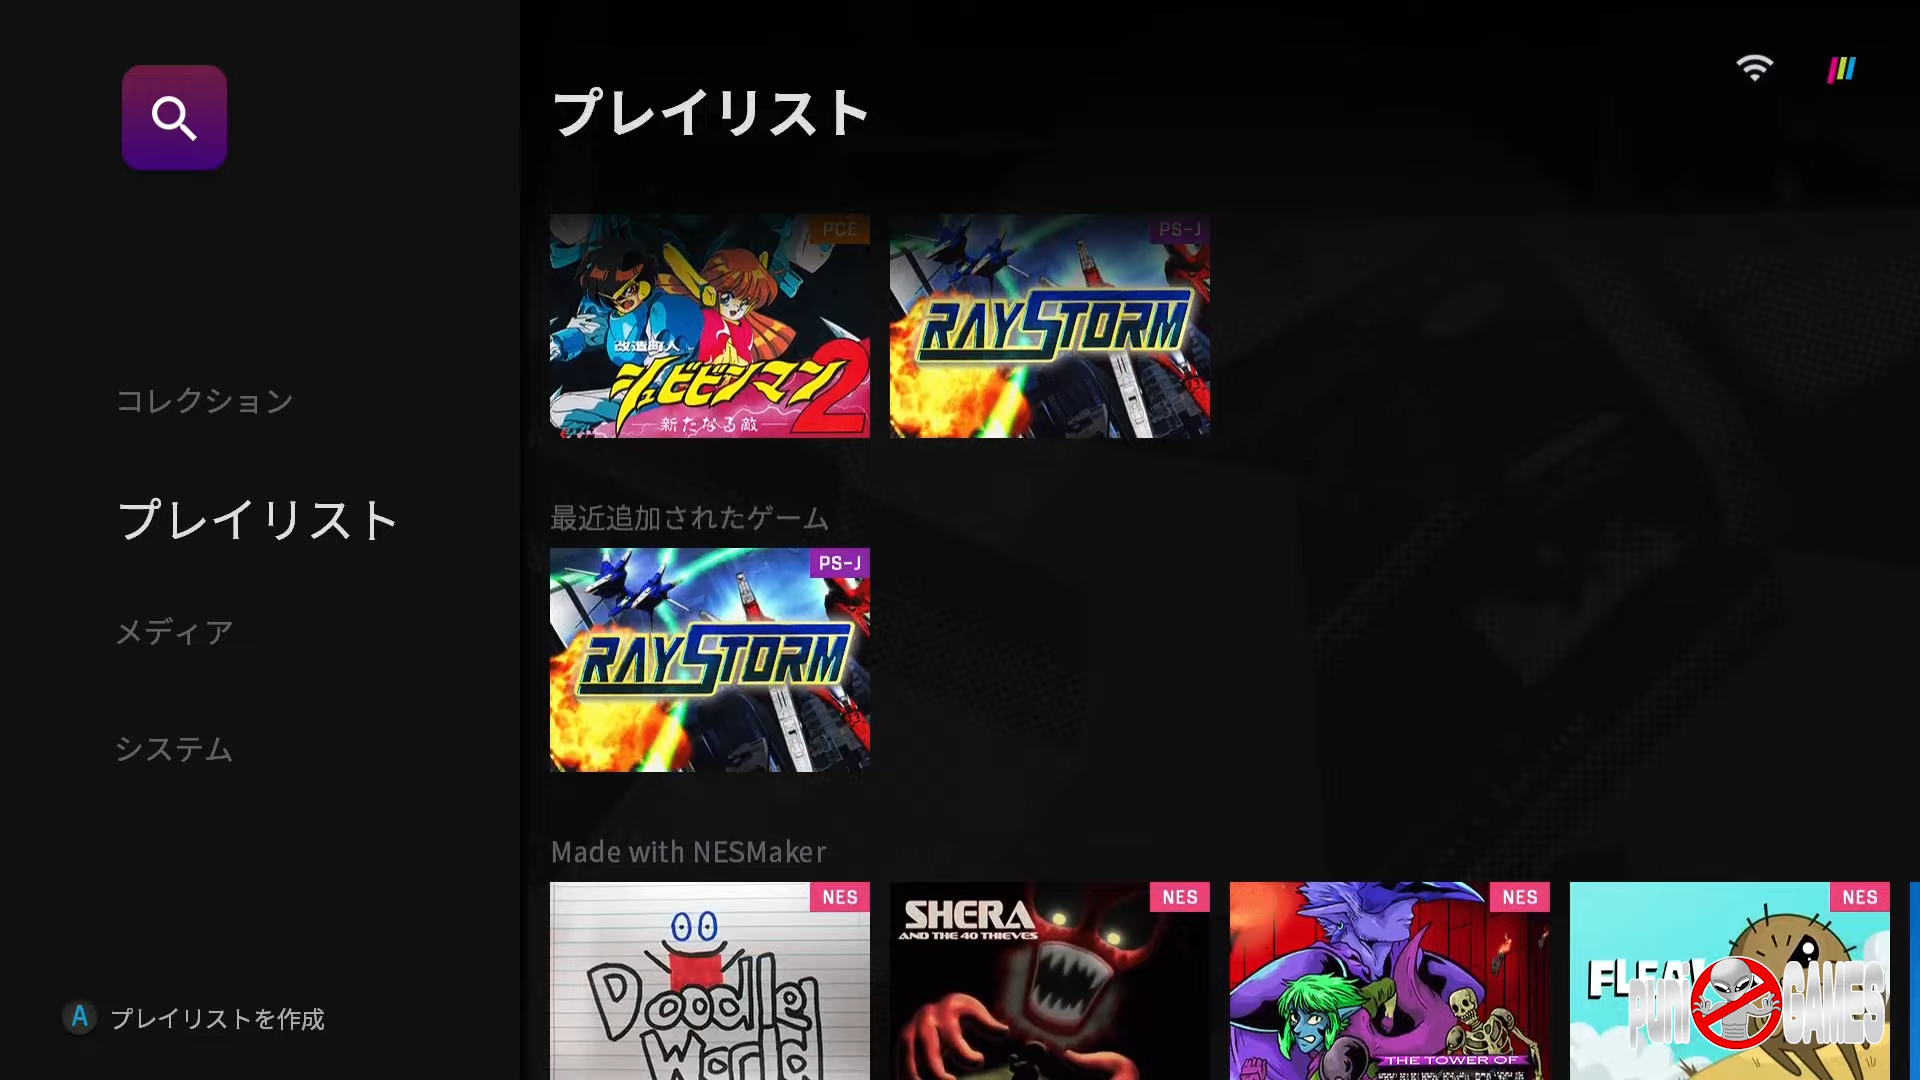 プレイリスト
コレクション
プレイリスト
メディア
システム
A プレイリストを作成
PCE
改造町人
シュビビンマン2
新たなる敵
PS-J
RAYSTORM
最近追加されたゲーム
PS-J
RAYSTORM
Made with NESMaker
NES
Doodle
World
NES
SHERA
AND THE 40 THIEVES
NES
THE TOWER OF
NES
PUNI GAMES